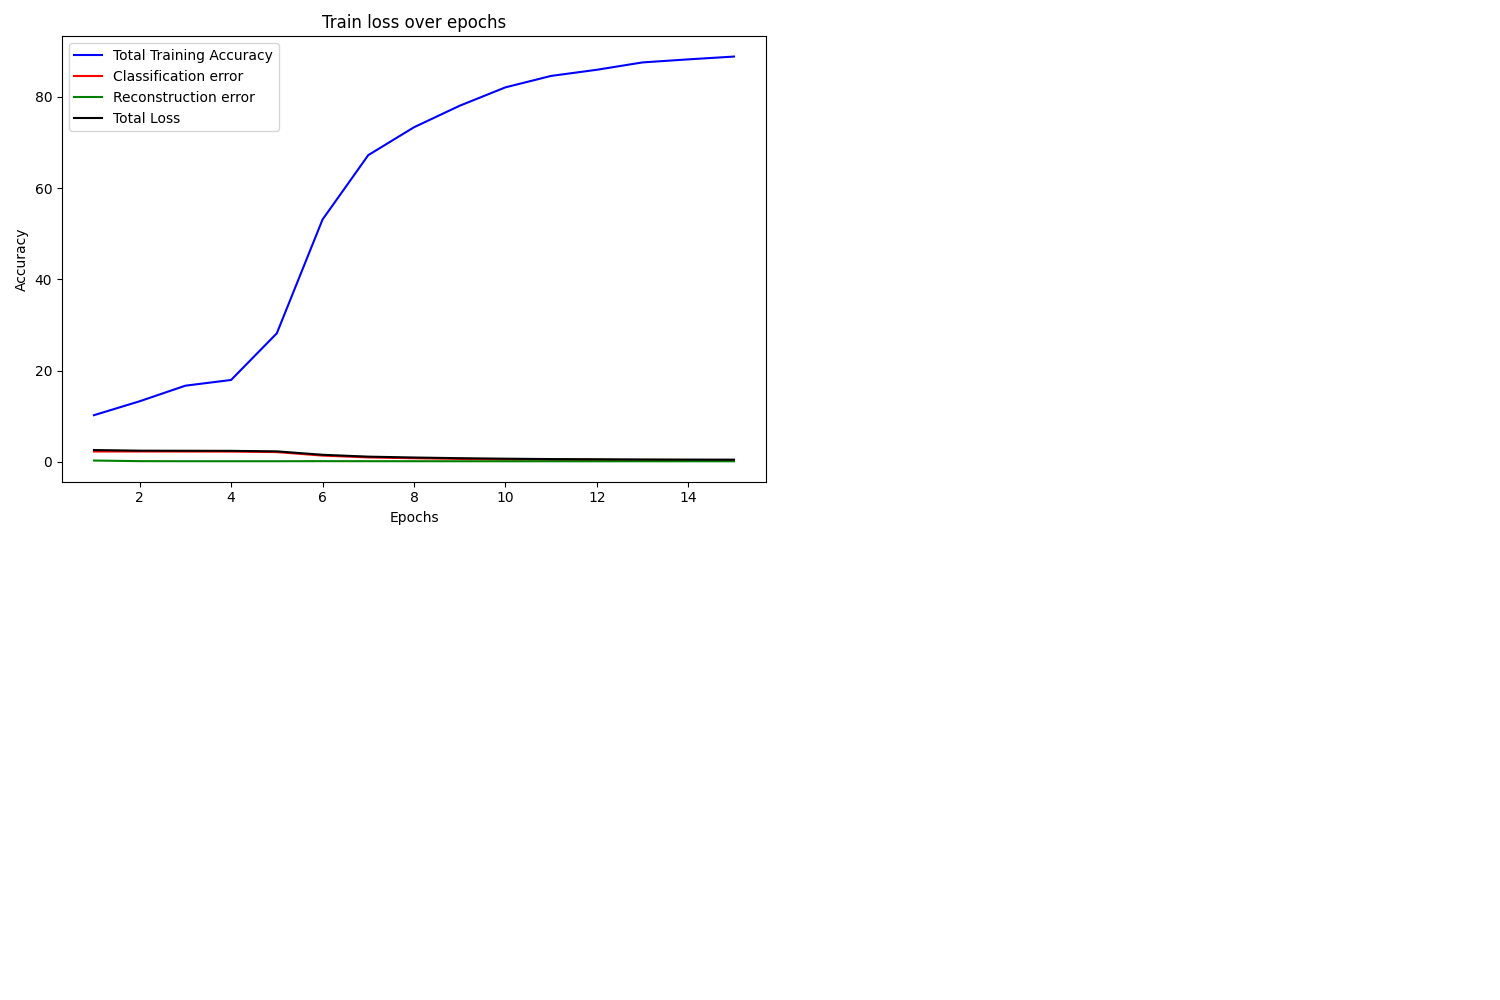 Train loss over epochs
Total Training Accuracy
Classification error
Reconstruction error
Total Loss
Accuracy
80
60
40
20
0
2 4 6 8 10 12 14
Epochs